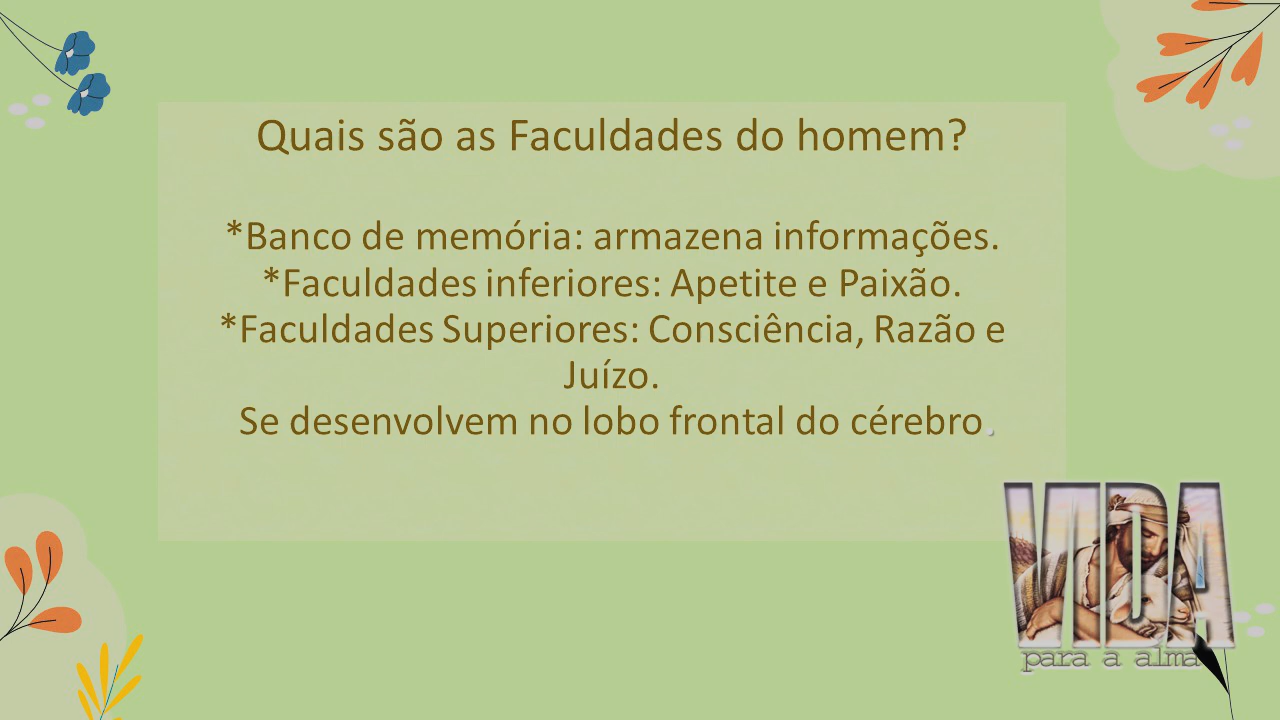 Quais são as Faculdades do homem?
*Banco de memória: armazena informações.
*Faculdades inferiores: Apetite e Paixão.
*Faculdades Superiores: Consciência, Razão e
Juízo.
Se desenvolvem no lobo frontal do cérebro.
VIDA
para a alma